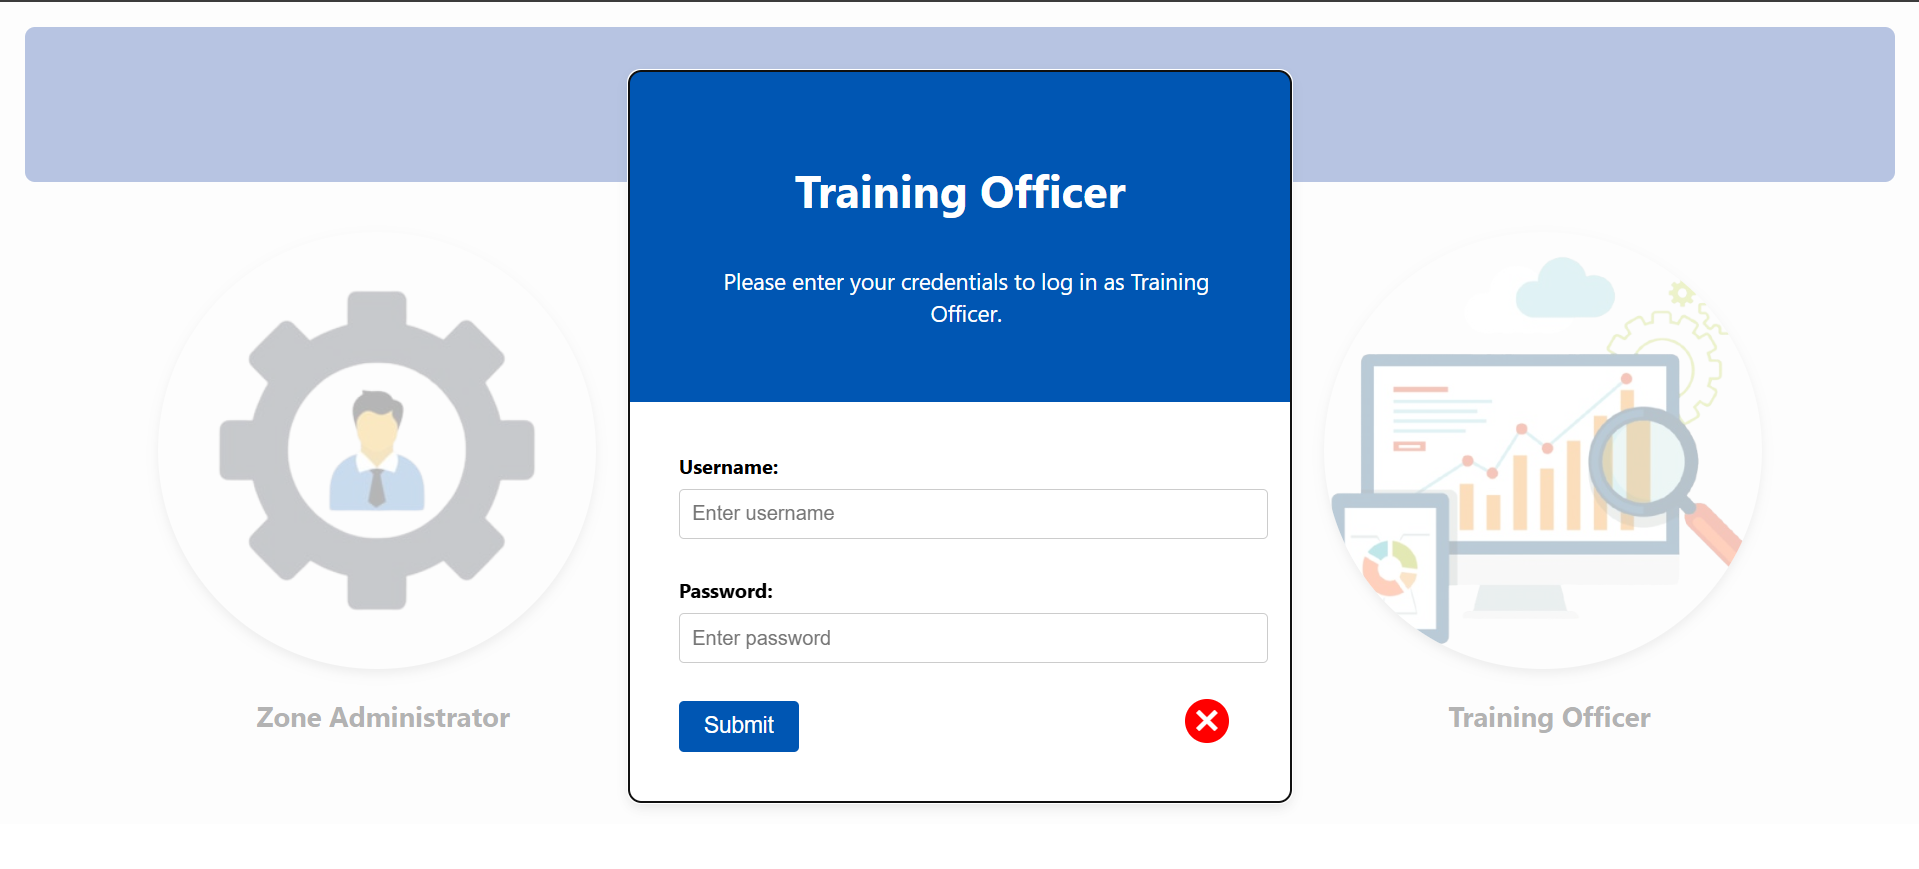 Training Officer
Please enter your credentials to log in as Training
Officer.
Username:
Enter username
Password:
Enter password
Submit
Zone Administrator
Training Officer